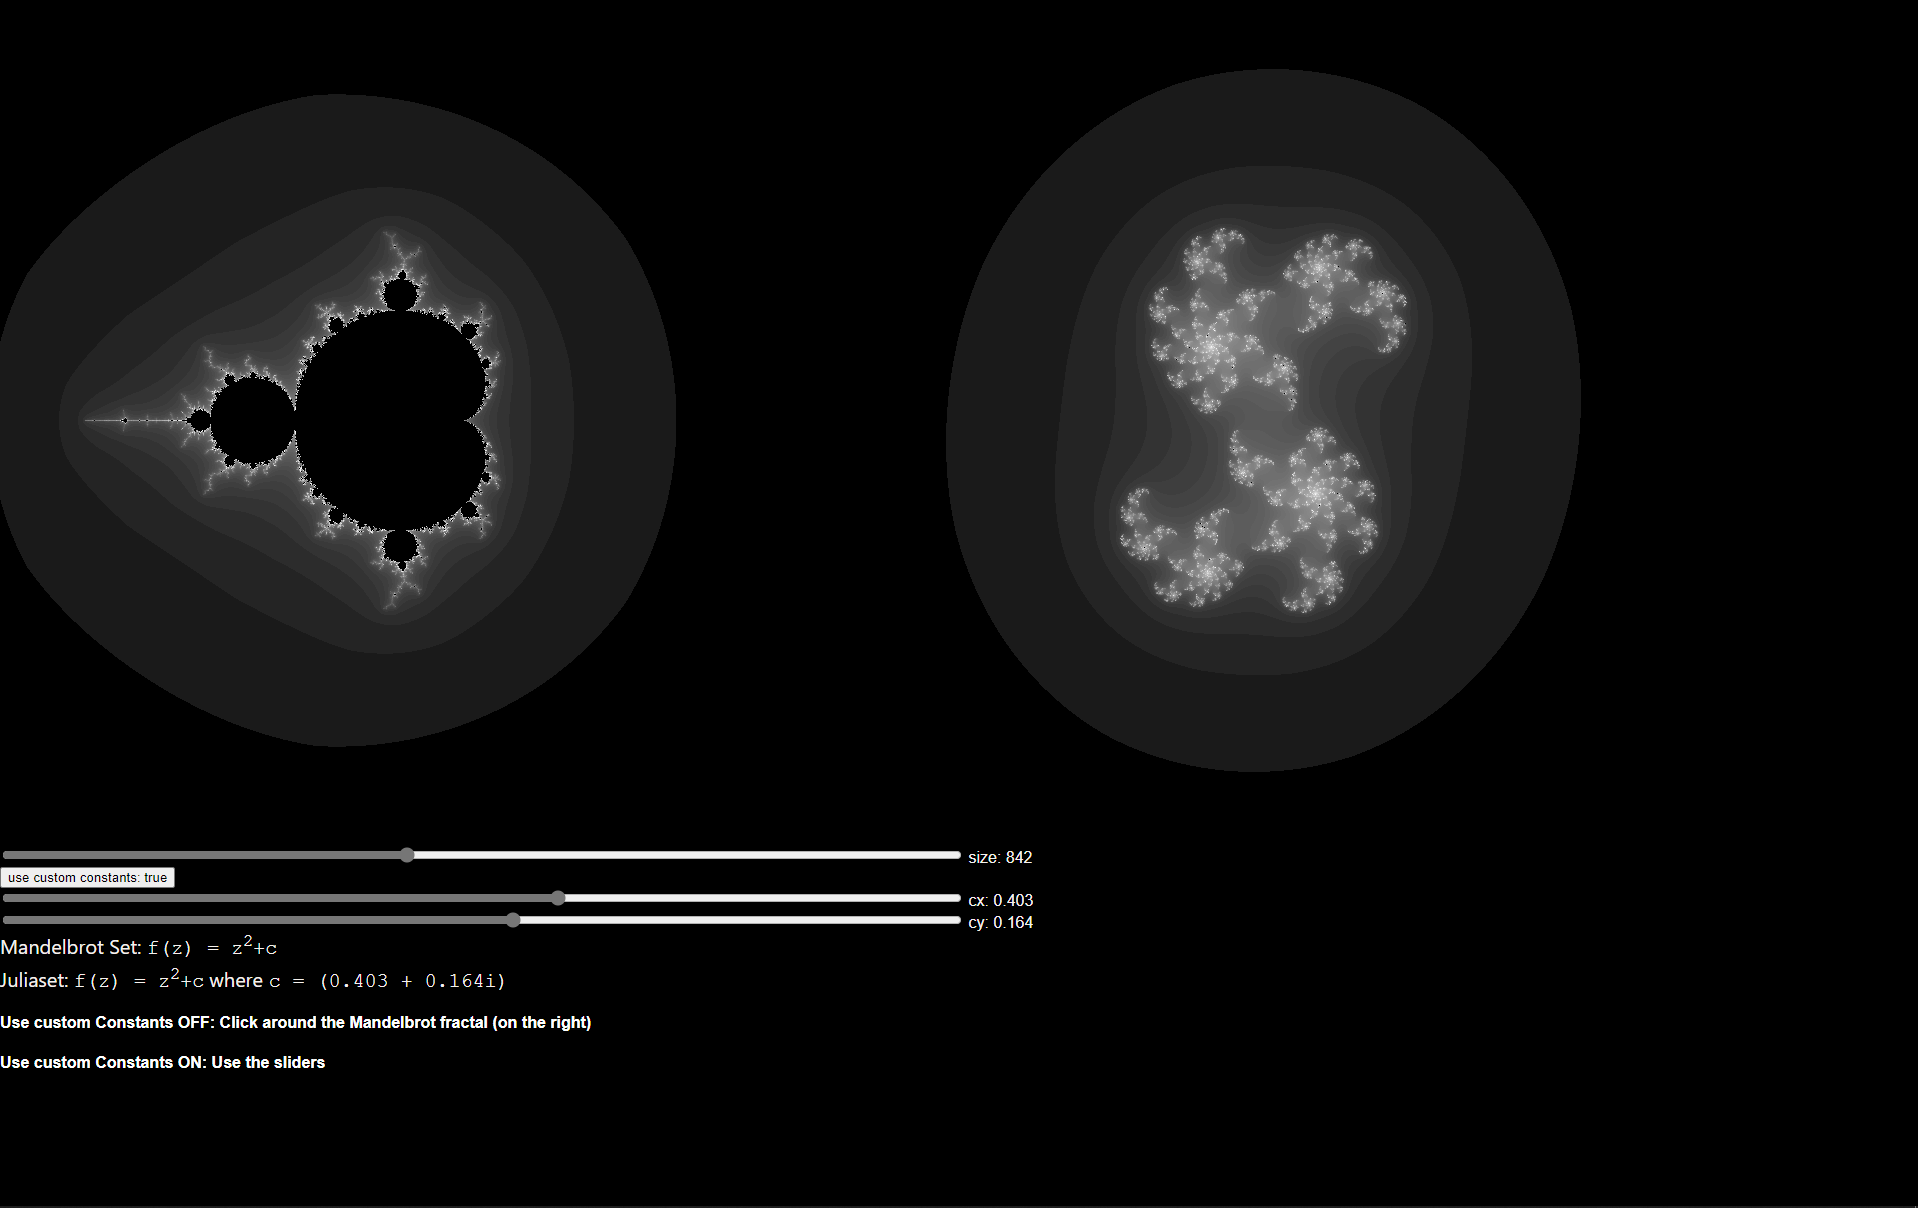 size: 842
use custom constants: true
cx: 0.403
cy: 0.164
Mandelbrot Set: f(z) = z²+c
Juliaset: f(z) = z²+c where c = (0.403 + 0.164i)
Use custom Constants OFF: Click around the Mandelbrot fractal (on the right)
Use custom Constants ON: Use the sliders